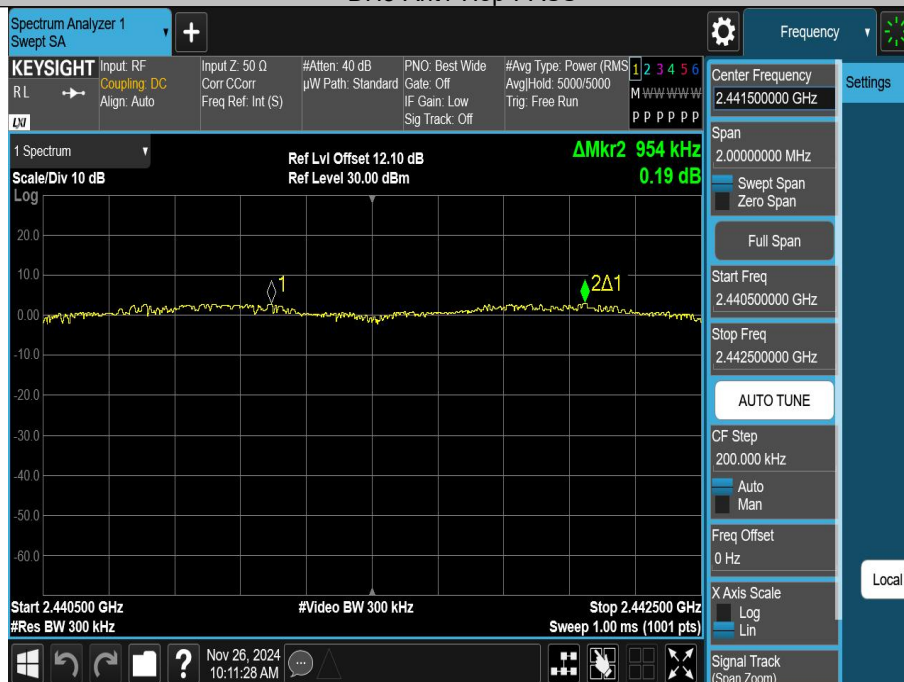 Spectrum Analyzer 1
Swept SA
Frequency
KEYSIGHT
R L
LXI
Input: RF
Coupling: DC
Align: Auto
Input Z: 50 Ω
Corr CCorr
Freq Ref: Int (S)
#Atten: 40 dB
µW Path: Standard
PNO: Best Wide
Gate: Off
IF Gain: Low
Sig Track: Off
#Avg Type: Power (RMS
Avg|Hold: 5000/5000
Trig: Free Run
1 2 3 4 5 6
M W W W W W
P P P P P P
1 Spectrum
Scale/Div 10 dB
Ref Lvl Offset 12.10 dB
Ref Level 30.00 dBm
ΔMkr2 954 kHz
0.19 dB
Log
20.0
10.0
0.00
-10.0
-20.0
-30.0
-40.0
-50.0
-60.0
1
2Δ1
Start 2.440500 GHz
#Res BW 300 kHz
#Video BW 300 kHz
Stop 2.442500 GHz
Sweep 1.00 ms (1001 pts)
Nov 26, 2024
10:11:28 AM
Center Frequency
2.441500000 GHz
Settings
Span
2.00000000 MHz
Swept Span
Zero Span
Full Span
Start Freq
2.440500000 GHz
Stop Freq
2.442500000 GHz
AUTO TUNE
CF Step
200.000 kHz
Auto
Man
Freq Offset
0 Hz
X Axis Scale
Log
Lin
Local
Signal Track
(Span Zoom)